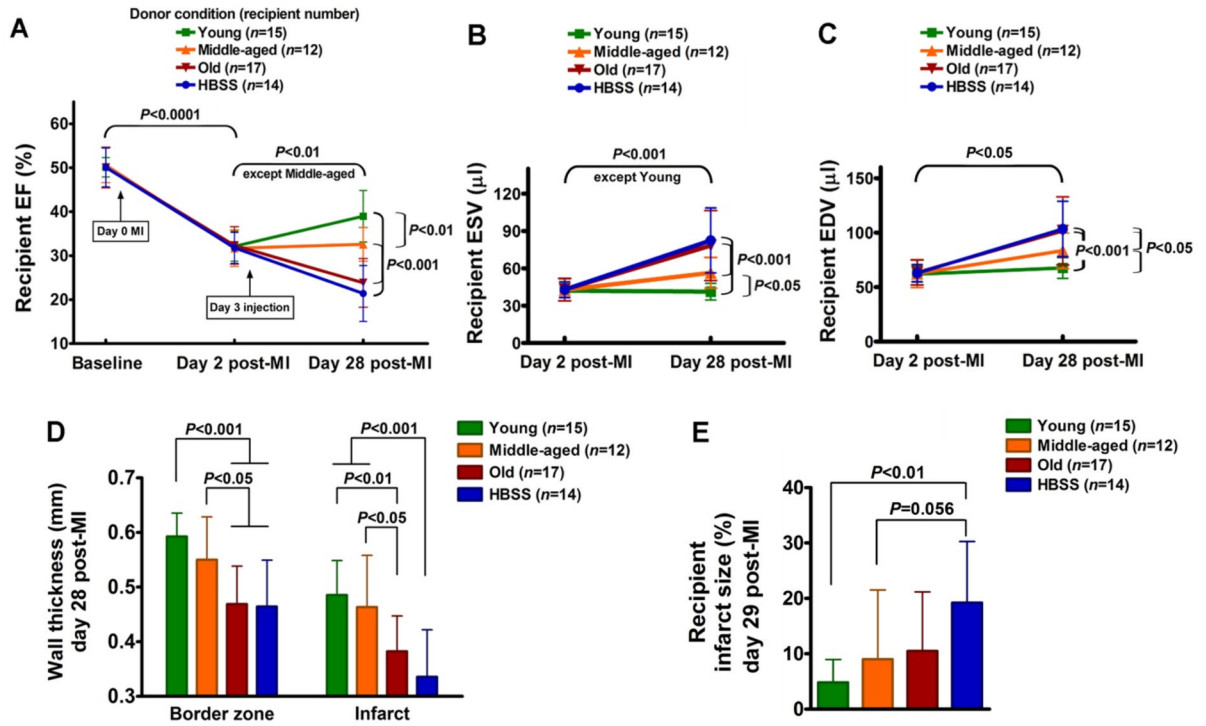 A
Donor condition (recipient number)
Young (n=15)
Middle-aged (n=12)
Old (n=17)
HBSS (n=14)
Recipient EF (%)
60
50
40
30
20
10
P<0.0001
P<0.01
except Middle-aged
Day 0 MI
Day 3 injection
P<0.01
P<0.001
Baseline
Day 2 post-MI
Day 28 post-MI
B
Young (n=15)
Middle-aged (n=12)
Old (n=17)
HBSS (n=14)
Recipient ESV (µl)
120
90
60
30
0
P<0.001
except Young
P<0.001
P<0.05
Day 2 post-MI
Day 28 post-MI
C
Young (n=15)
Middle-aged (n=12)
Old (n=17)
HBSS (n=14)
Recipient EDV (µl)
150
100
50
0
P<0.05
P<0.001
P<0.05
Day 2 post-MI
Day 28 post-MI
D
Young (n=15)
Middle-aged (n=12)
Old (n=17)
HBSS (n=14)
Wall thickness (mm)
day 28 post-MI
0.7
0.6
0.5
0.4
0.3
P<0.001
P<0.05
P<0.001
P<0.01
P<0.05
Border zone
Infarct
E
Young (n=15)
Middle-aged (n=12)
Old (n=17)
HBSS (n=14)
Recipient
infarct size (%)
day 29 post-MI
40
30
20
10
0
P<0.01
P=0.056